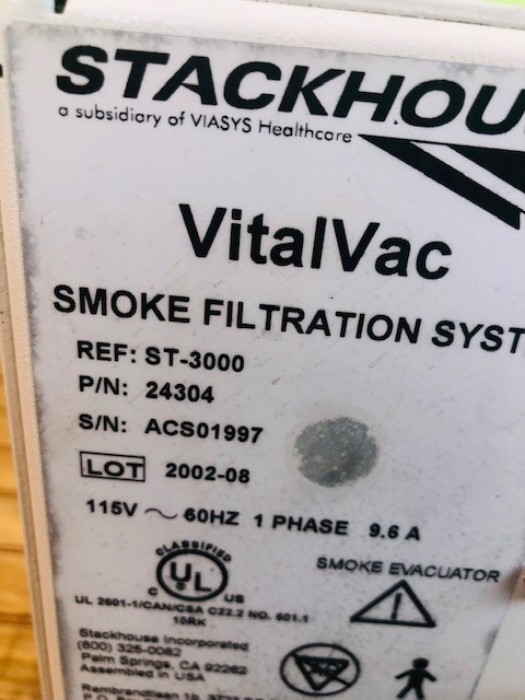 STACKHOU
a subsidiary of VIASYS Healthcare
VitalVac
SMOKE FILTRATION SYST
REF: ST-3000
P/N: 24304
S/N: ACS01997
LOT 2002-08
115V ~ 60HZ 1 PHASE 9.6 A
CLASSIFIED
C UL US
SMOKE EVACUATOR
UL 2601-1/CAN/CSA C22.2 NO. 601.1
10RK
Stackhouse Incorporated
(800) 325-0082
Palm Springs, CA 92262
Assembled in USA